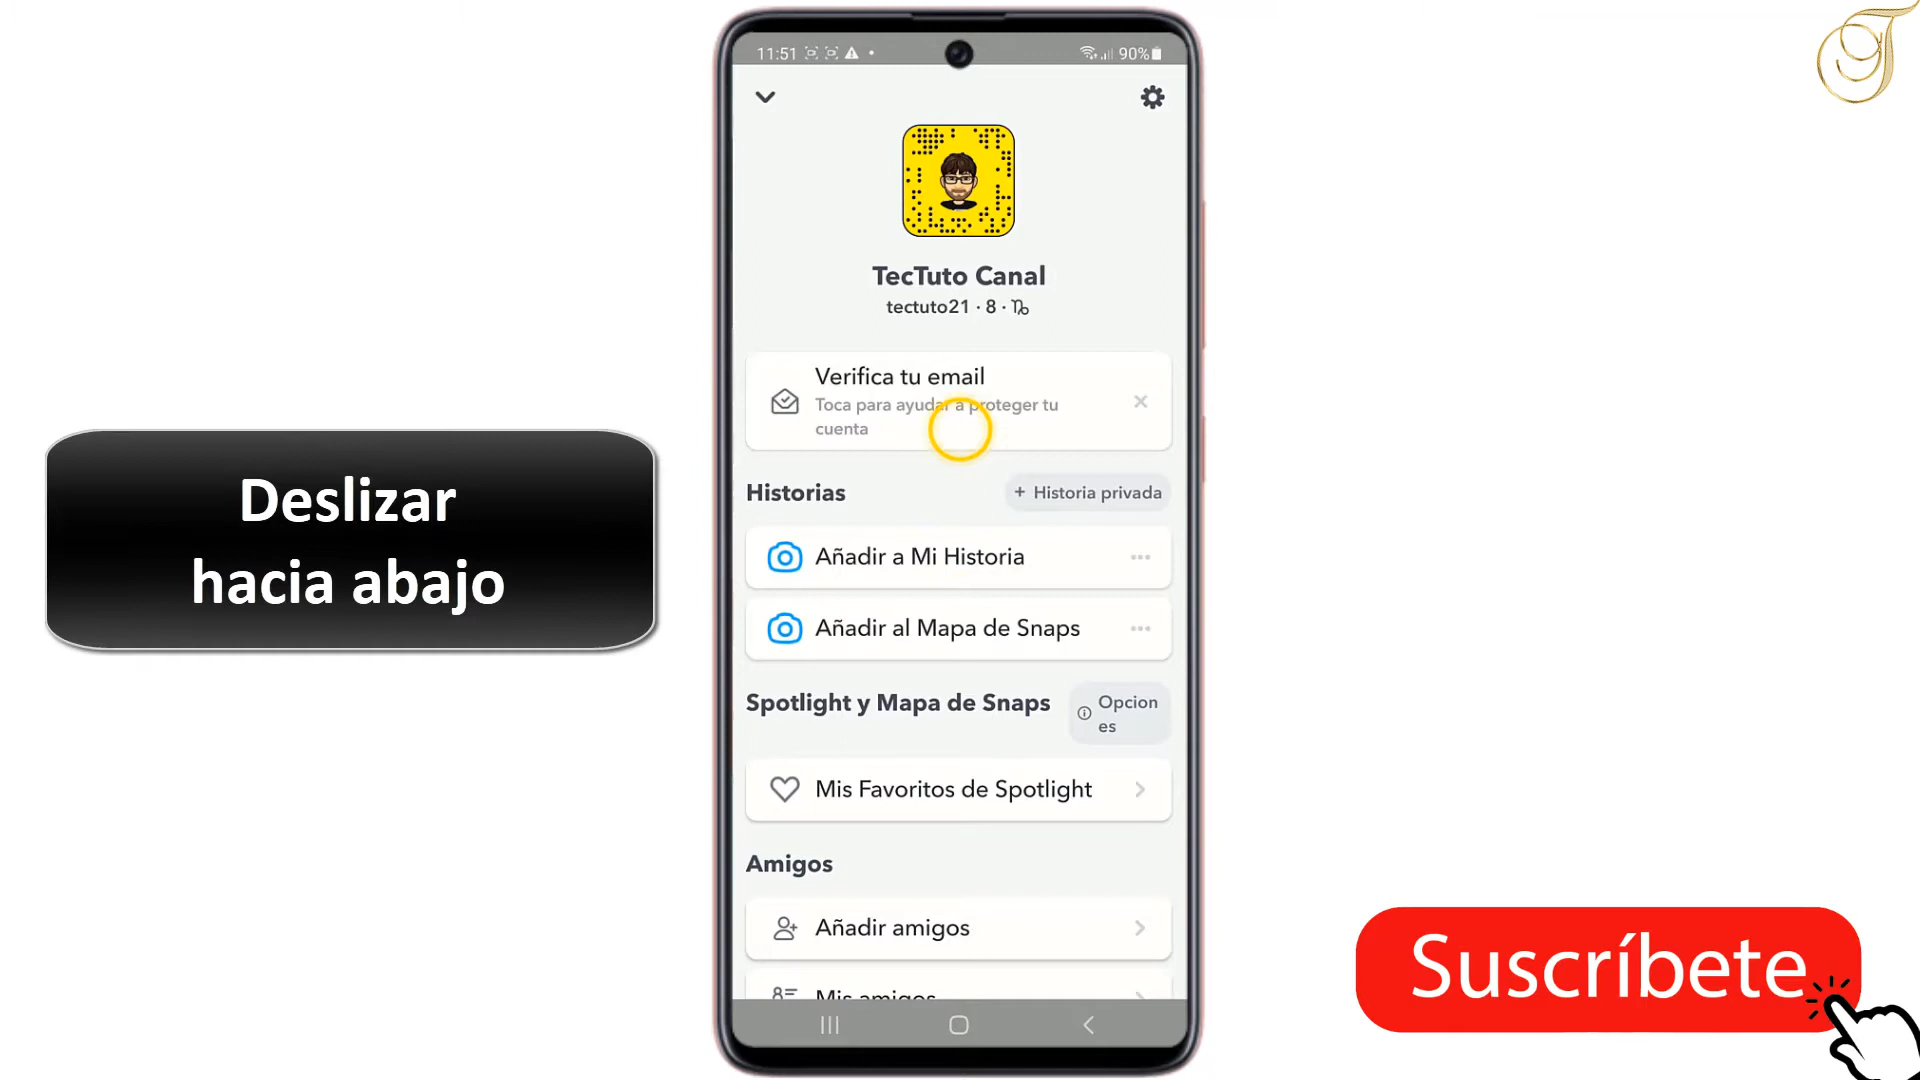 11:51
90%
TecTuto Canal
tectuto21 · 8 · ♑
Verifica tu email
Toca para ayudar a proteger tu
cuenta
Historias
+ Historia privada
Añadir a Mi Historia
Añadir al Mapa de Snaps
Spotlight y Mapa de Snaps
Opcion
es
Mis Favoritos de Spotlight
Amigos
Añadir amigos
Mis amigos
Deslizar
hacia abajo
Suscríbete